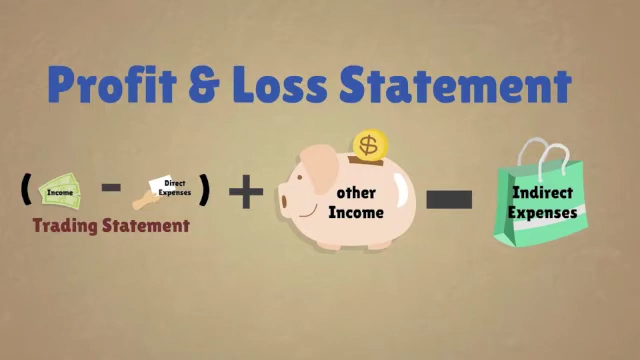 Profit & Loss Statement
( Income - Direct Expenses ) + other Income - Indirect Expenses
Trading Statement